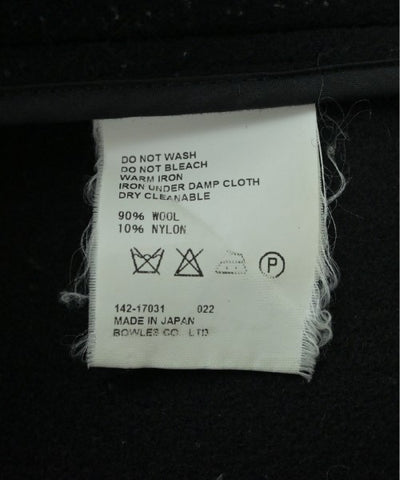 DO NOT WASH
DO NOT BLEACH
WARM IRON
IRON UNDER DAMP CLOTH
DRY CLEANABLE
90% WOOL
10% NYLON
P
142-17031 022
MADE IN JAPAN
BOWLES CO. LTD